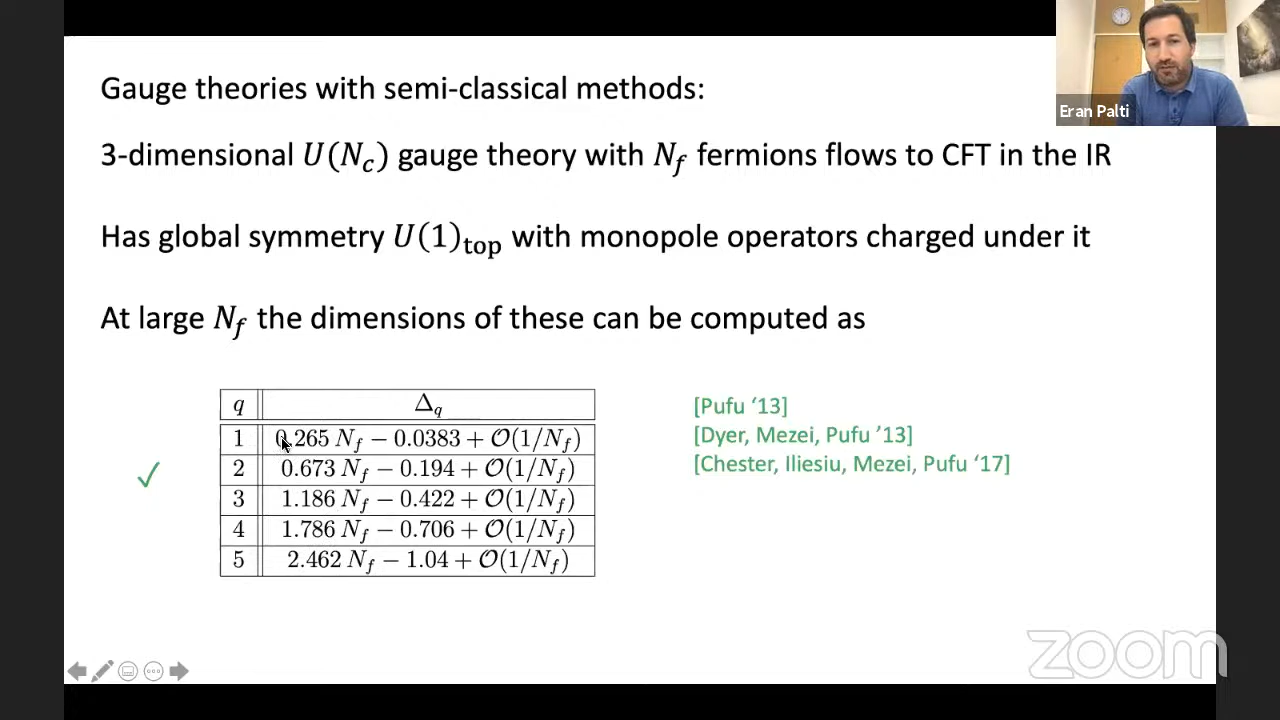 Gauge theories with semi-classical methods:
3-dimensional U(N_c) gauge theory with N_f fermions flows to CFT in the IR
Has global symmetry U(1)_top with monopole operators charged under it
At large N_f the dimensions of these can be computed as
q Δ_q
1 0.265 N_f − 0.0383 + O(1/N_f)
2 0.673 N_f − 0.194 + O(1/N_f)
3 1.186 N_f − 0.422 + O(1/N_f)
4 1.786 N_f − 0.706 + O(1/N_f)
5 2.462 N_f − 1.04 + O(1/N_f)
[Pufu ‘13]
[Dyer, Mezei, Pufu ’13]
[Chester, Iliesiu, Mezei, Pufu ‘17]
Eran Palti
zoom